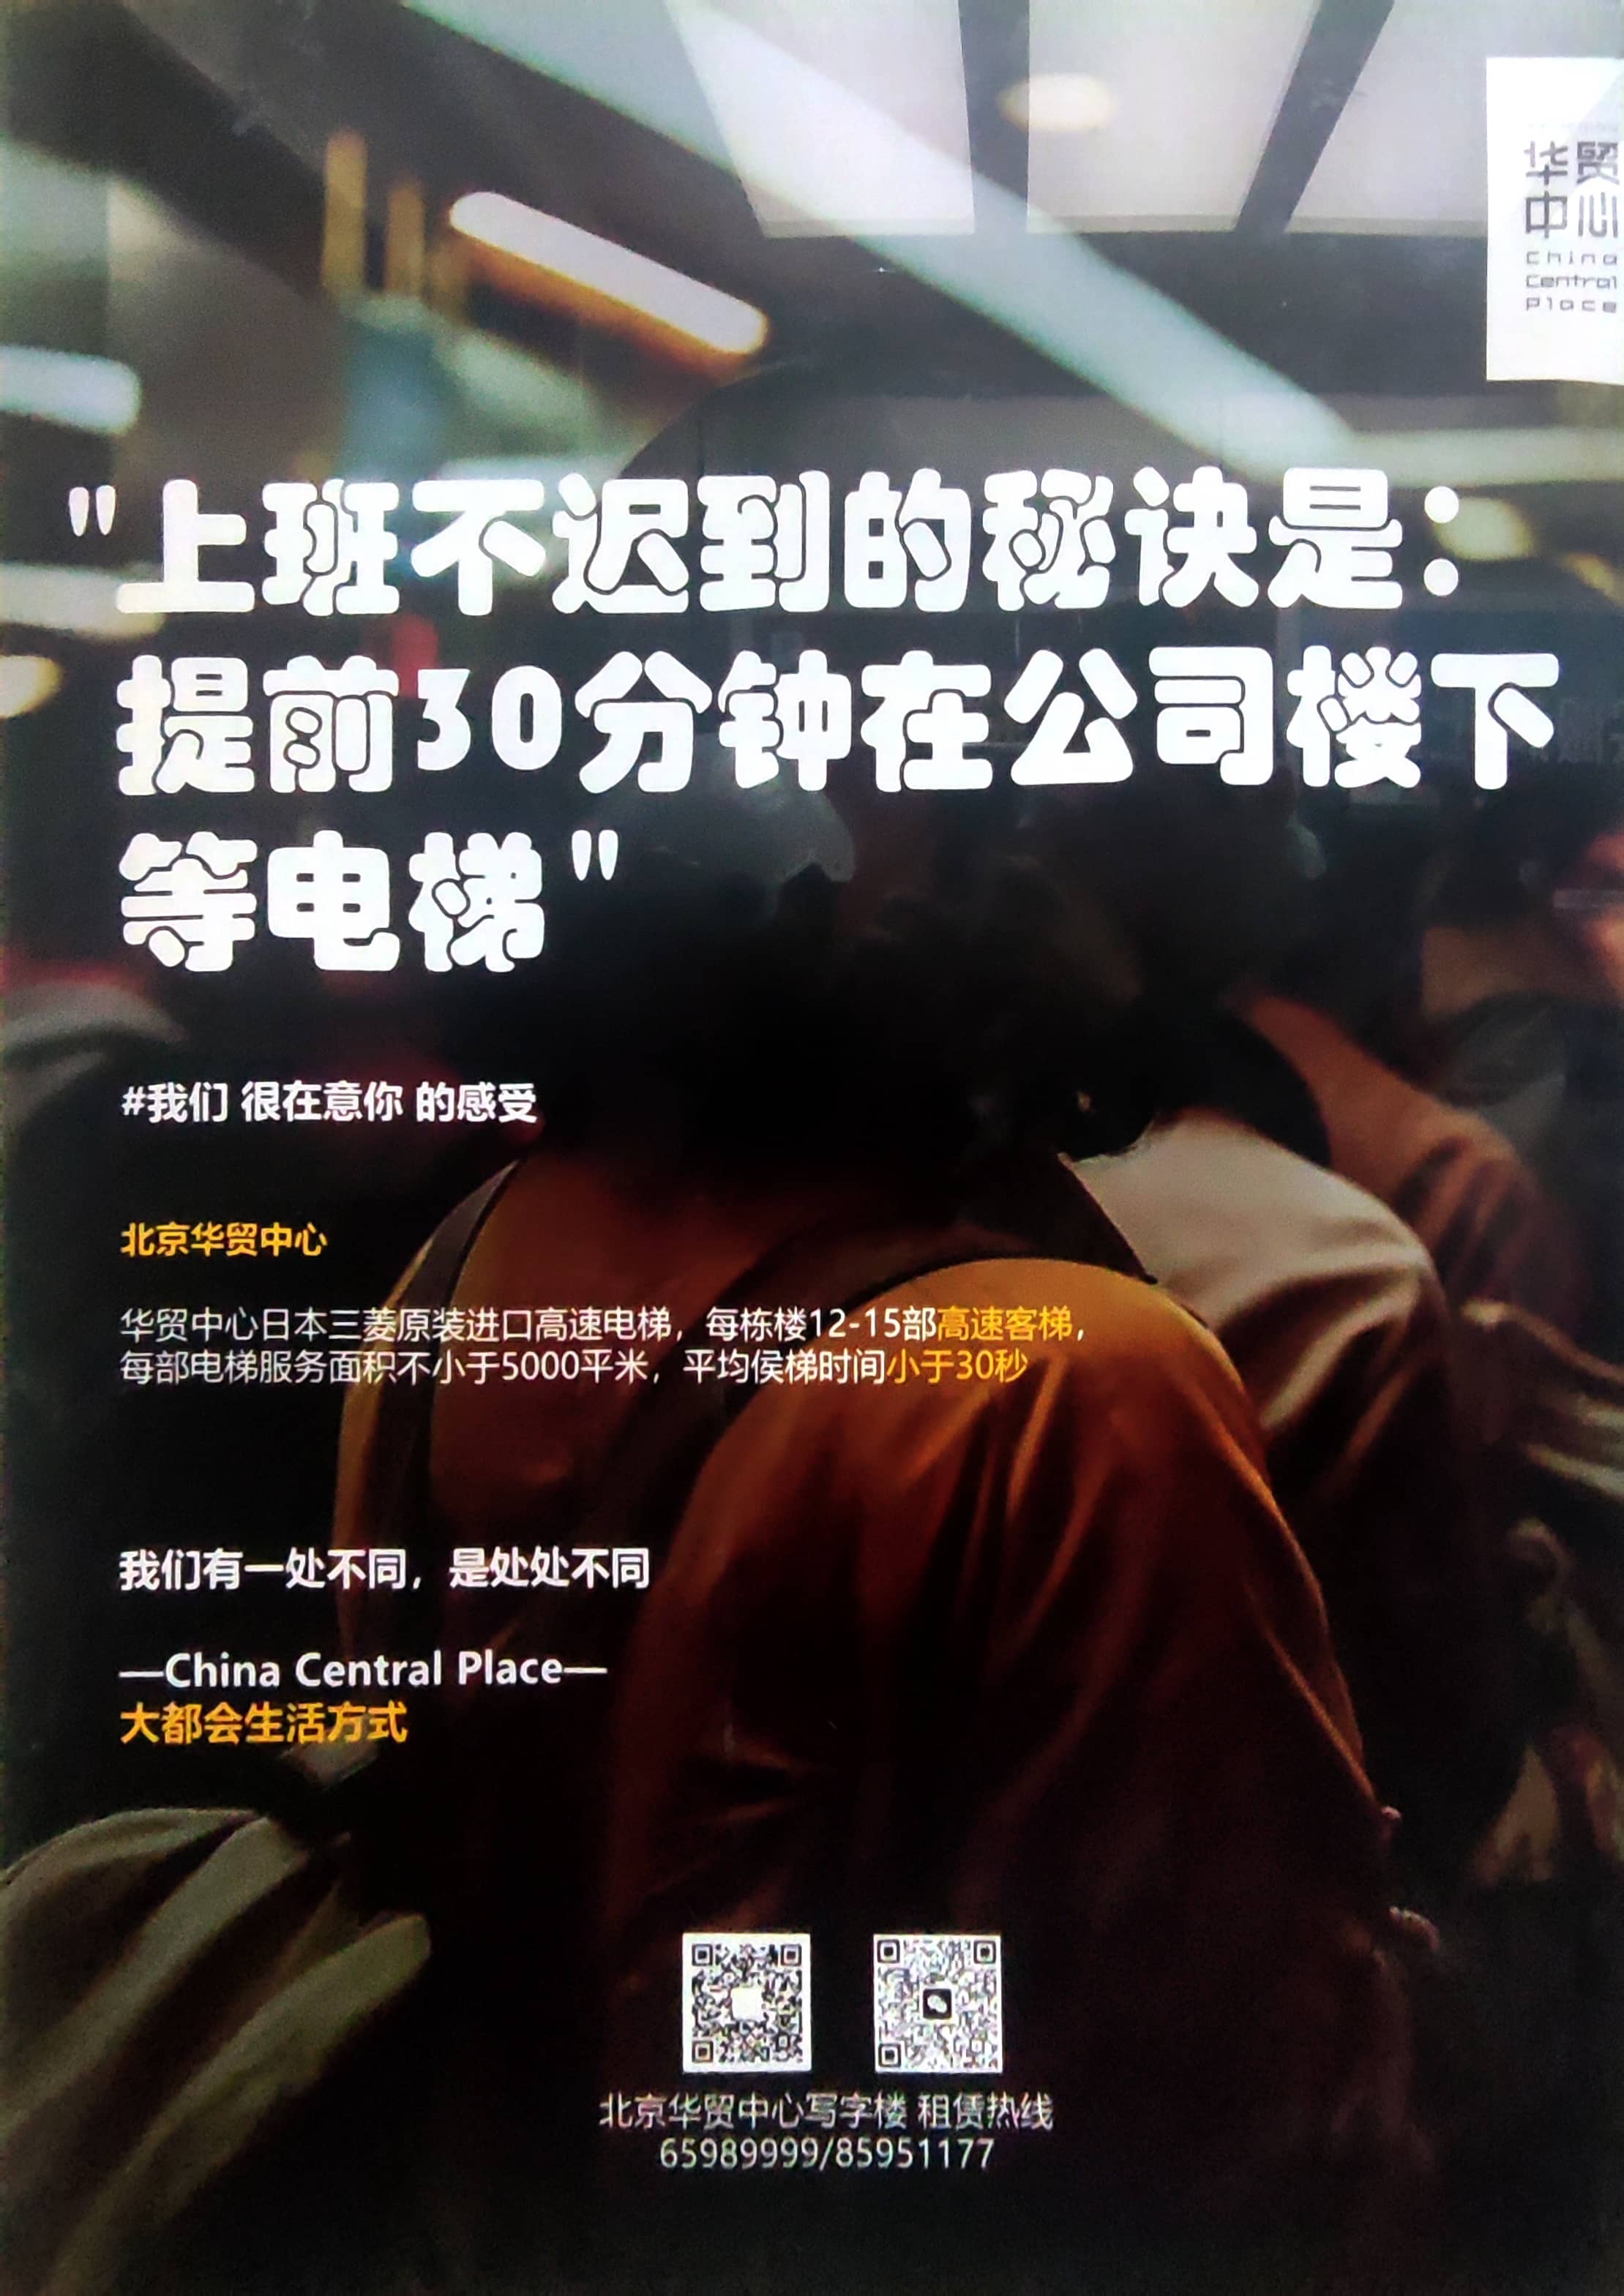 华贸
中心
China
Central
Place
"上班不迟到的秘诀是：
提前30分钟在公司楼下
等电梯"
#我们 很在意你 的感受
北京华贸中心
华贸中心日本三菱原装进口高速电梯，每栋楼12-15部高速客梯，
每部电梯服务面积不小于5000平米，平均侯梯时间小于30秒
我们有一处不同，是处处不同
—China Central Place—
大都会生活方式
北京华贸中心写字楼 租赁热线
65989999/85951177